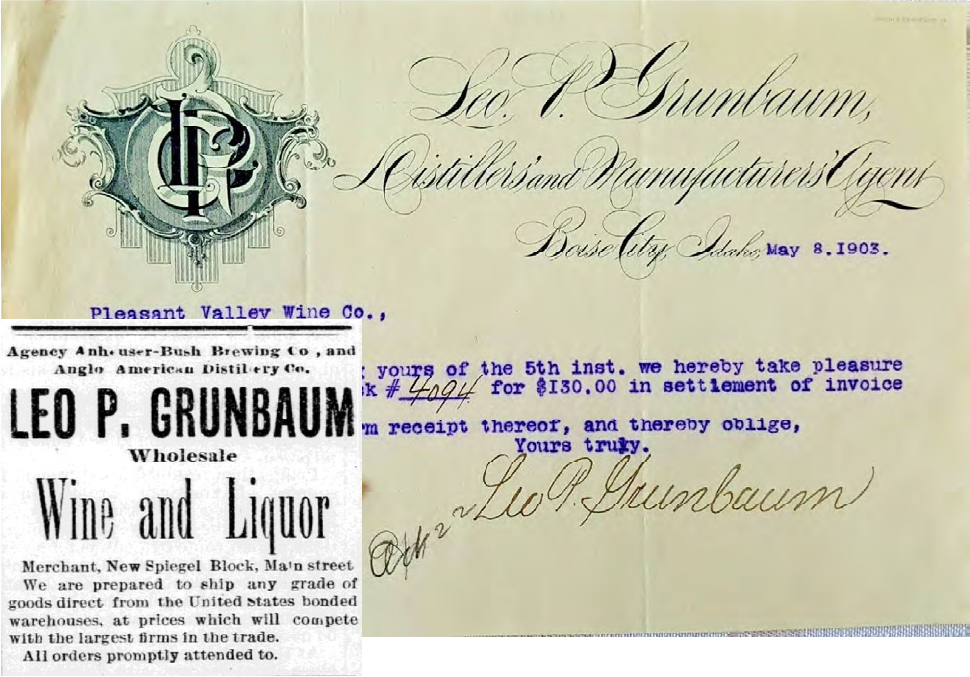 Leo. P. Grunbaum,
Distillers' and Manufacturers' Agent
Boise City, Idaho, May 8.1903.
Pleasant Valley Wine Co.,
yours of the 5th inst. we hereby take pleasure
k # 4094 for $130.00 in settlement of invoice
m receipt thereof, and thereby oblige,
Yours truly.
Leo P. Grunbaum
Agency Anheuser-Bush Brewing Co , and
Anglo American Distillery Co.
LEO P. GRUNBAUM
Wholesale
Wine and Liquor
Merchant, New Spiegel Block, Main street
We are prepared to ship any grade of
goods direct from the United States bonded
warehouses, at prices which will compete
with the largest firms in the trade.
All orders promptly attended to.